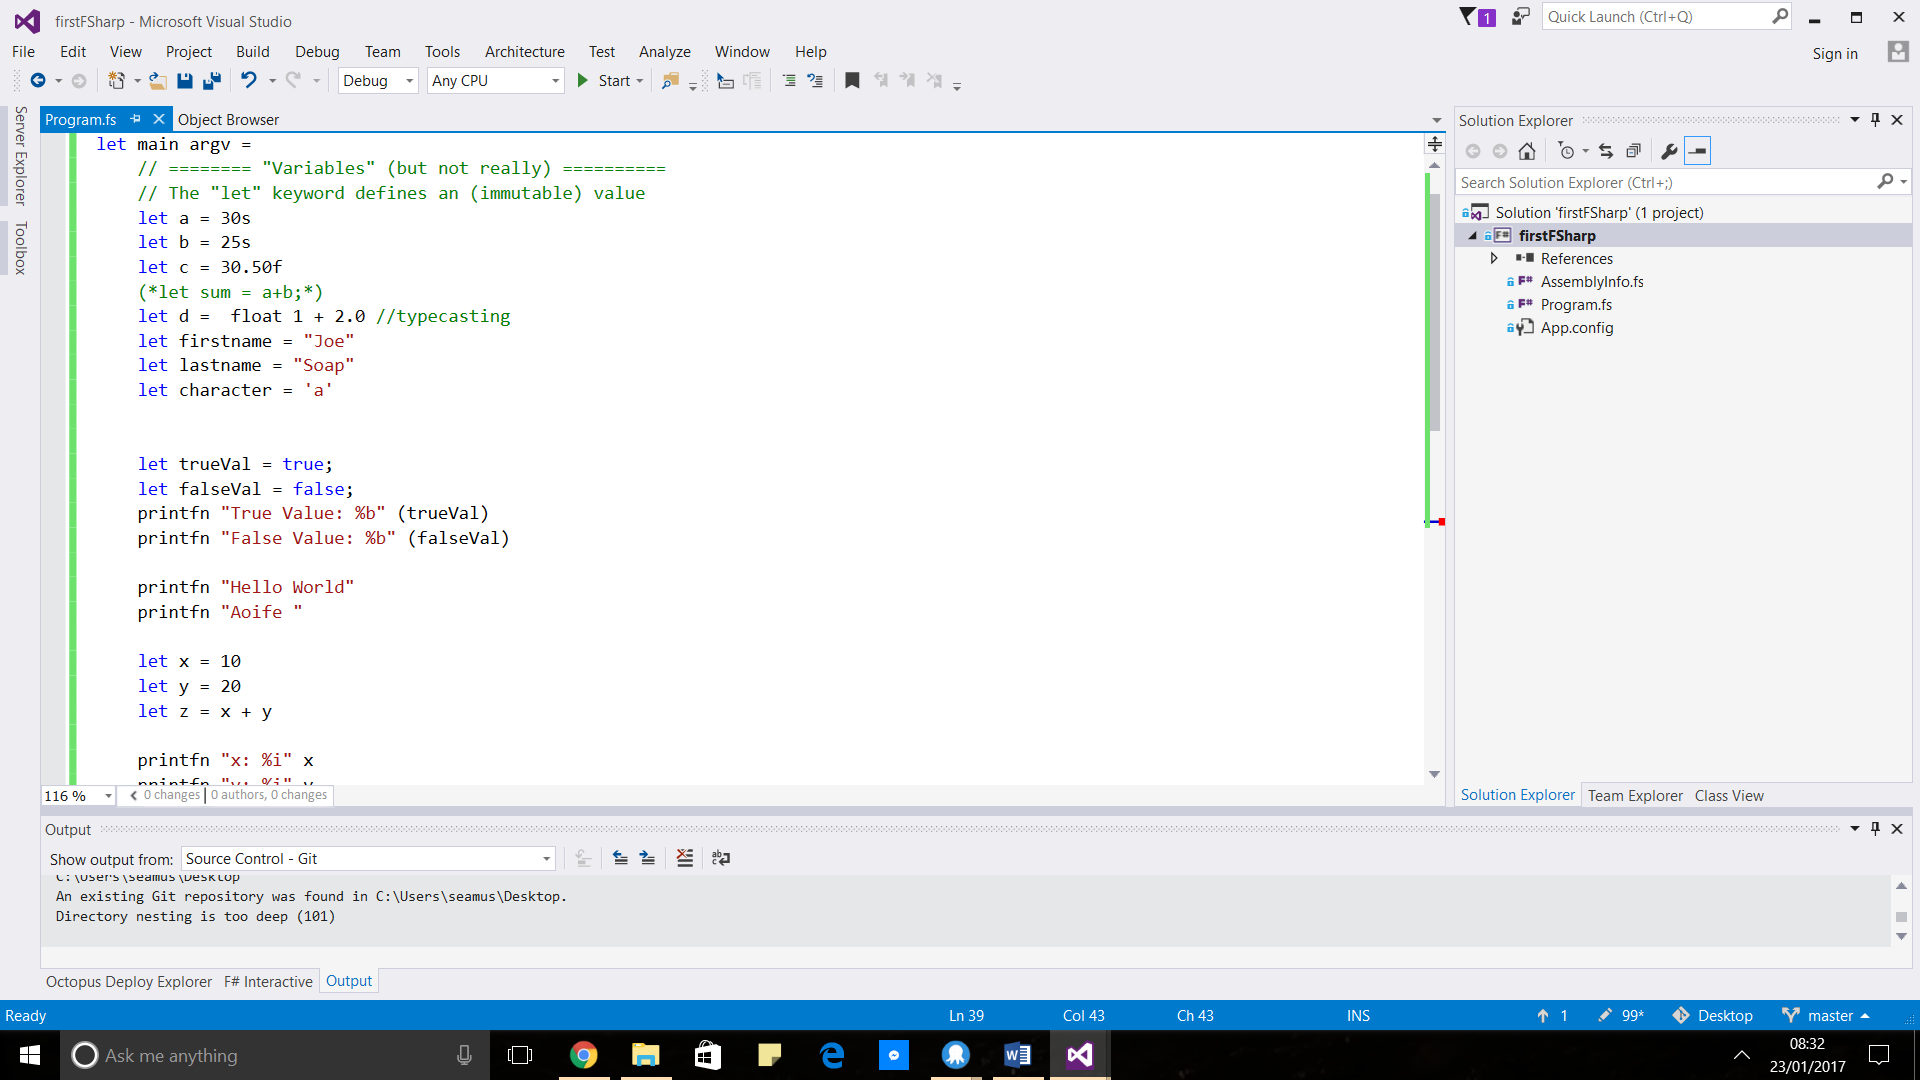 firstFSharp - Microsoft Visual Studio
1
Quick Launch (Ctrl+Q)
File Edit View Project Build Debug Team Tools Architecture Test Analyze Window Help
Sign in
Debug Any CPU Start
Server Explorer
Toolbox
Program.fs Object Browser
let main argv =
// ======== "Variables" (but not really) ==========
// The "let" keyword defines an (immutable) value
let a = 30s
let b = 25s
let c = 30.50f
(*let sum = a+b;*)
let d =  float 1 + 2.0 //typecasting
let firstname = "Joe"
let lastname = "Soap"
let character = 'a'
let trueVal = true;
let falseVal = false;
printfn "True Value: %b" (trueVal)
printfn "False Value: %b" (falseVal)
printfn "Hello World"
printfn "Aoife "
let x = 10
let y = 20
let z = x + y
printfn "x: %i" x
printfn "y: %i" y
116 % 0 changes | 0 authors, 0 changes
Solution Explorer
Search Solution Explorer (Ctrl+;)
Solution 'firstFSharp' (1 project)
firstFSharp
References
AssemblyInfo.fs
Program.fs
App.config
Solution Explorer Team Explorer Class View
Output
Show output from: Source Control - Git
C:\Users\seamus\Desktop
An existing Git repository was found in C:\Users\seamus\Desktop.
Directory nesting is too deep (101)
Octopus Deploy Explorer F# Interactive Output
Ready Ln 39 Col 43 Ch 43 INS 1 99* Desktop master
Ask me anything
08:32
23/01/2017